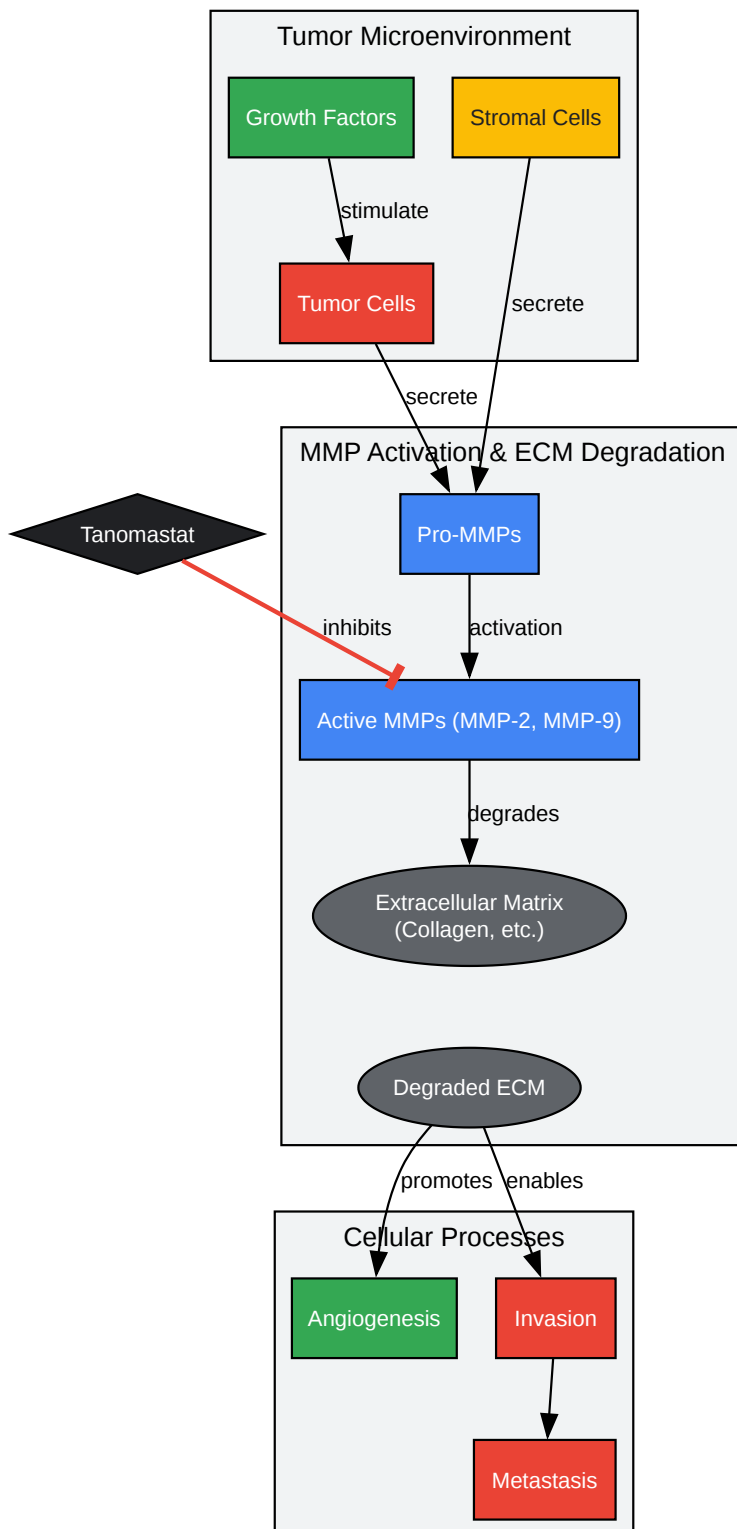 Tumor Microenvironment
Growth Factors
Stromal Cells
stimulate
Tumor Cells
secrete
secrete
MMP Activation & ECM Degradation
Tanomastat
Pro-MMPs
inhibits
activation
Active MMPs (MMP-2, MMP-9)
degrades
Extracellular Matrix
(Collagen, etc.)
Degraded ECM
promotes
enables
Cellular Processes
Angiogenesis
Invasion
Metastasis